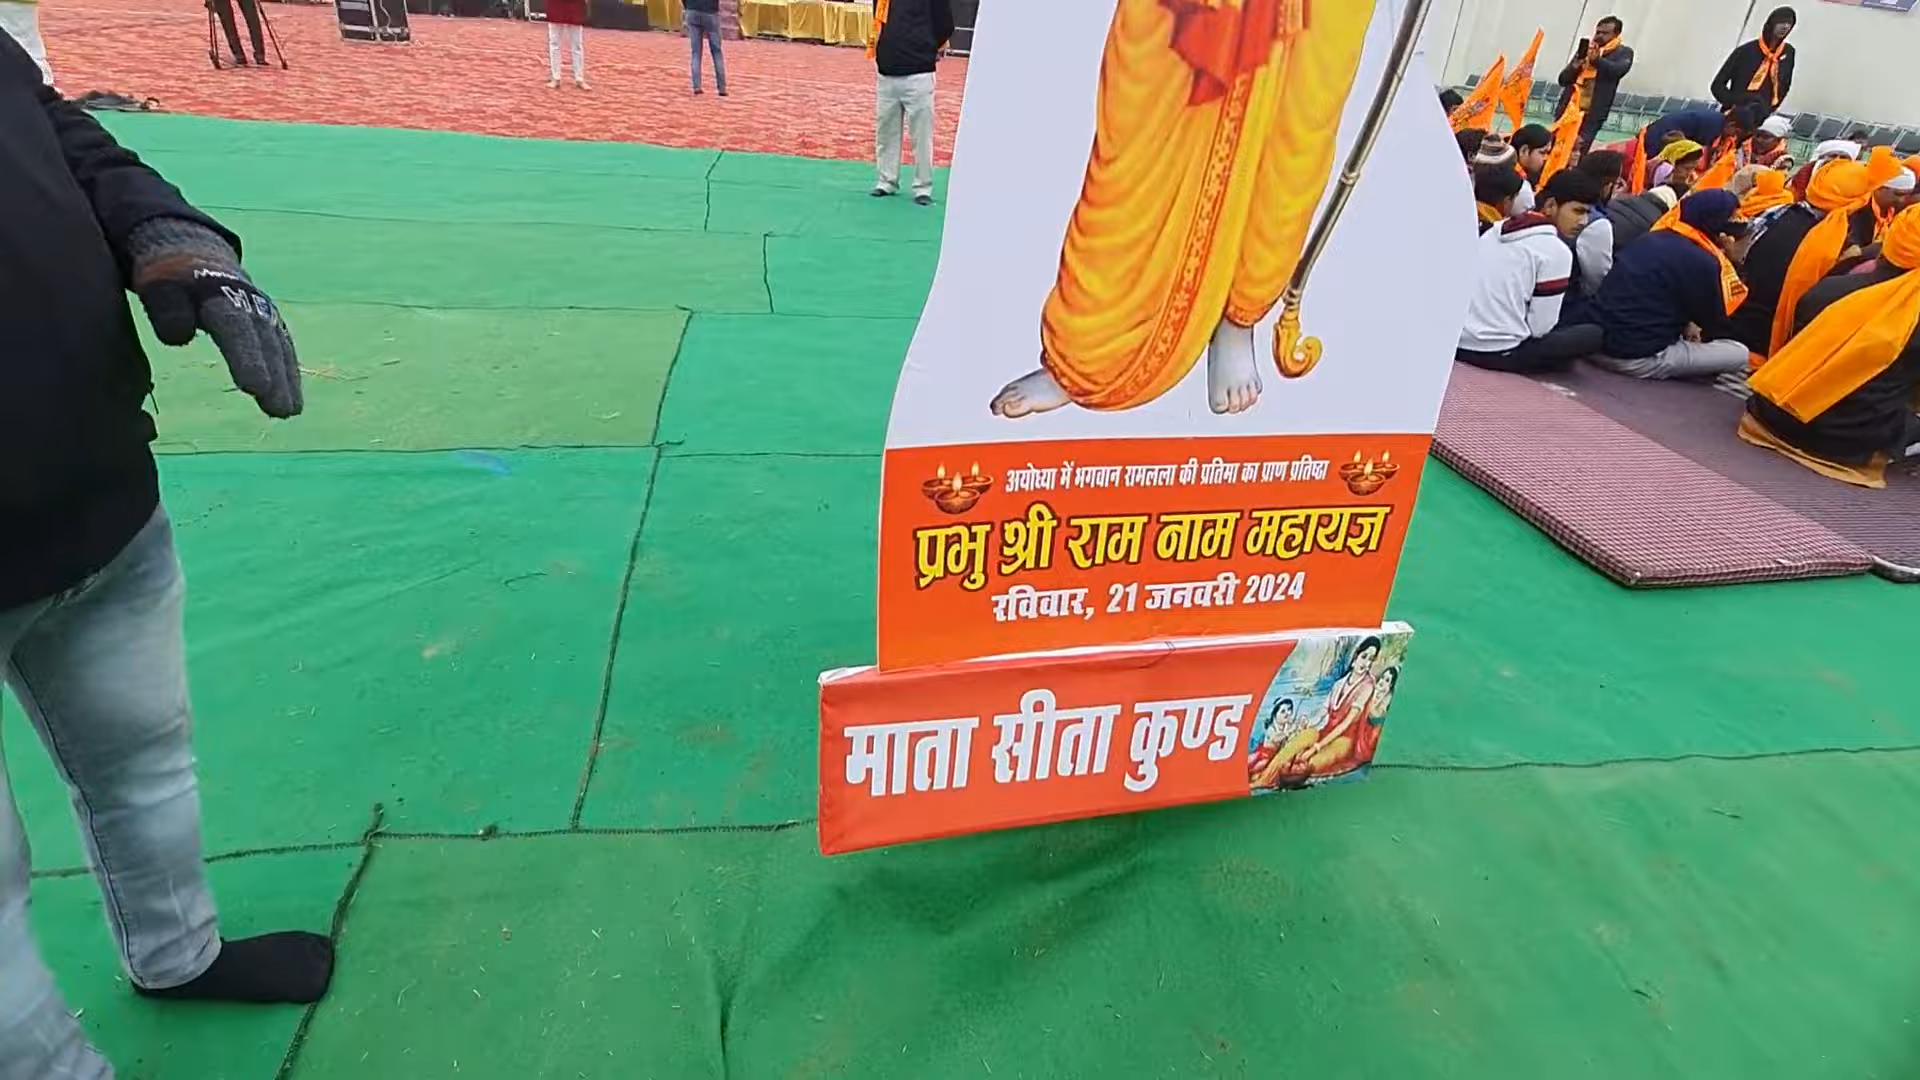 अयोध्या में भगवान रामलला की प्रतिमा का प्राण प्रतिष्ठा
प्रभु श्री राम नाम महायज्ञ
रविवार, 21 जनवरी 2024
माता सीता कुण्ड